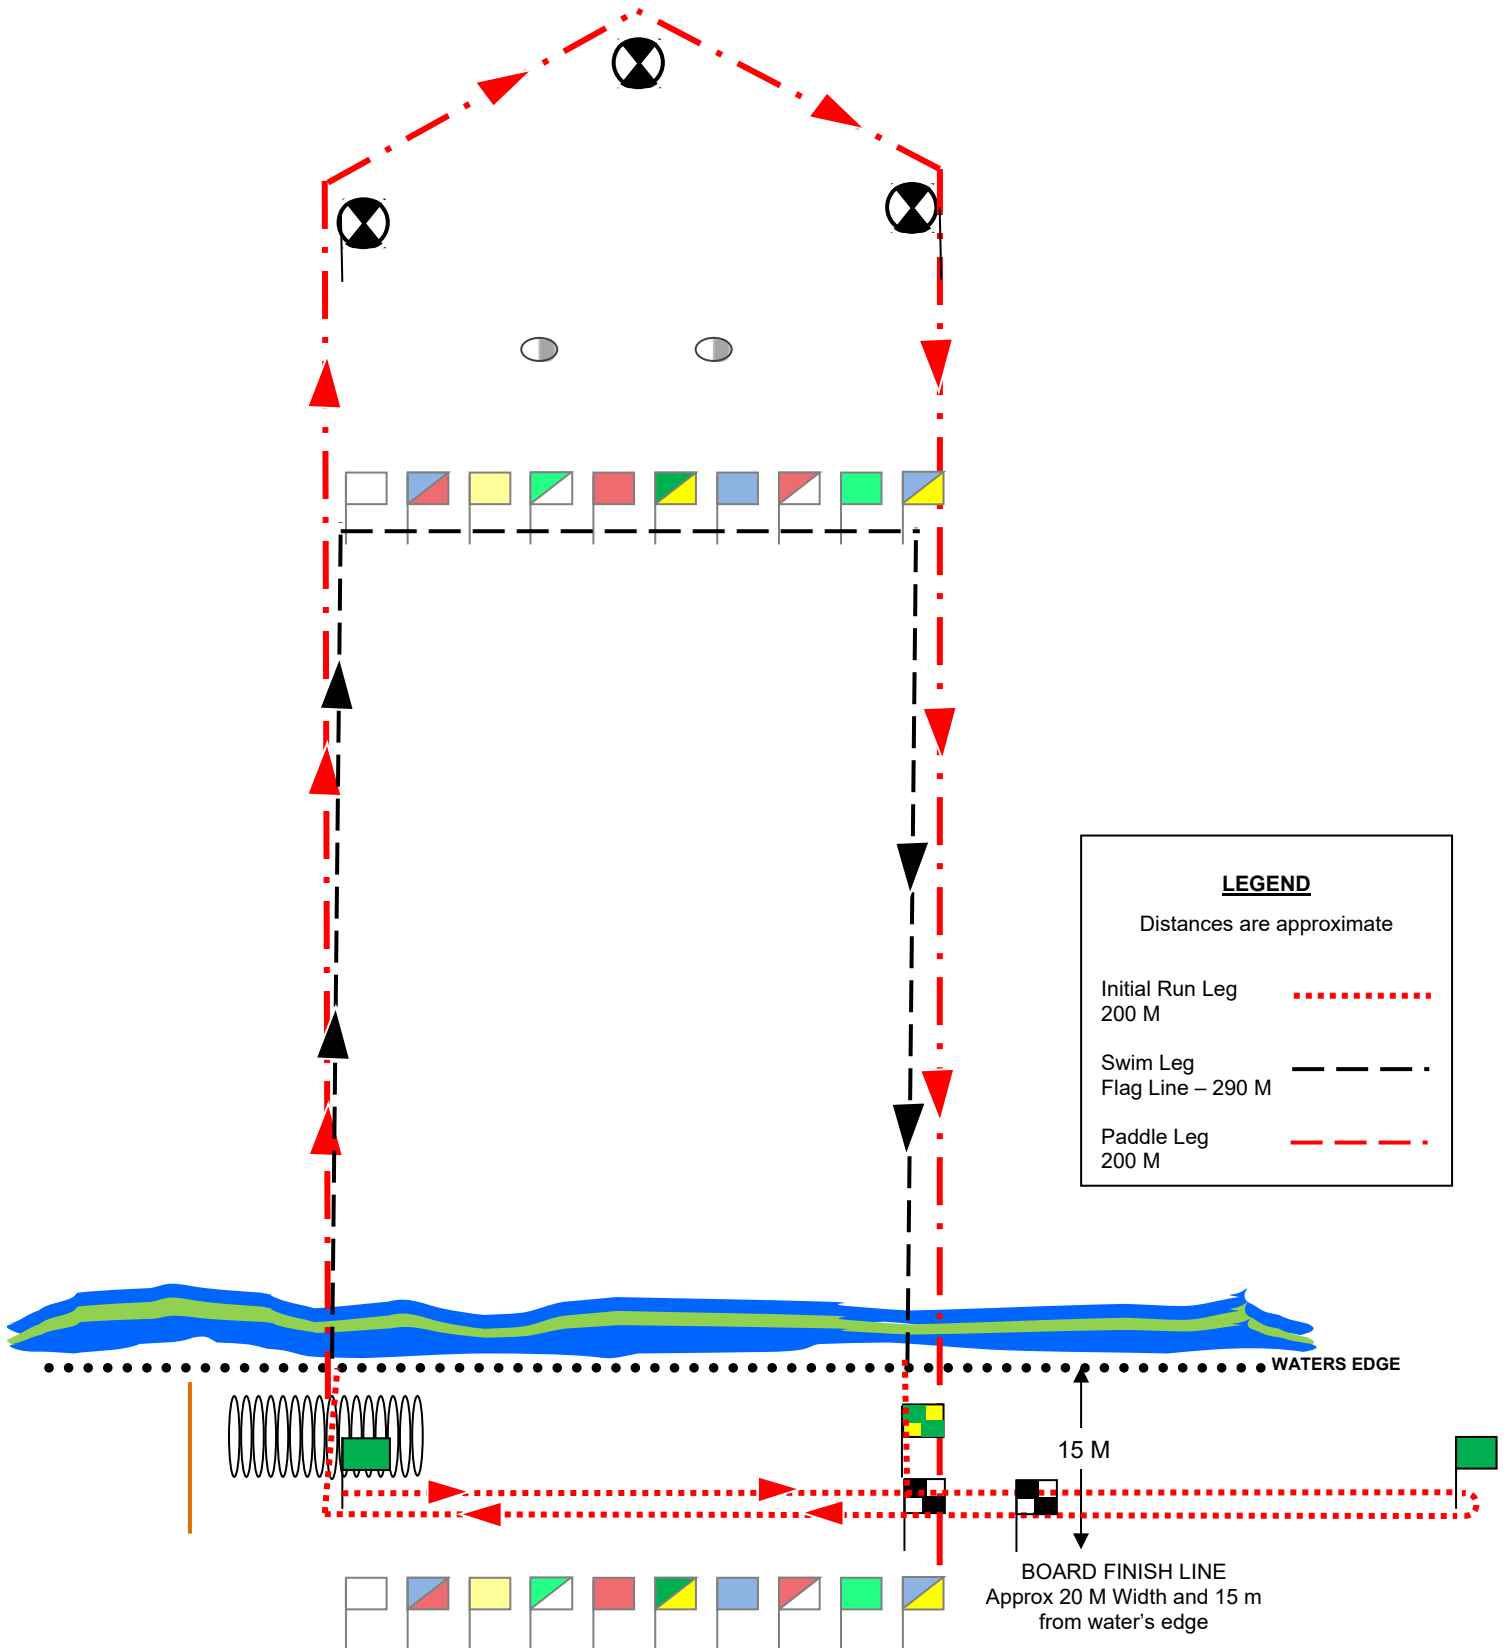 LEGEND
Distances are approximate
Initial Run Leg
200 M
Swim Leg
Flag Line – 290 M
Paddle Leg
200 M
WATERS EDGE
15 M
BOARD FINISH LINE
Approx 20 M Width and 15 m
from water's edge